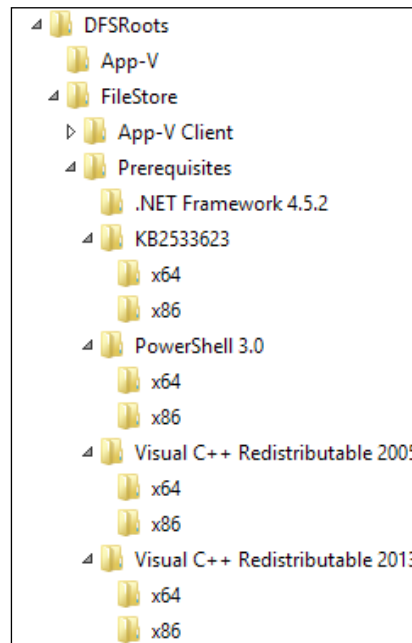 DFSRoots
App-V
FileStore
App-V Client
Prerequisites
.NET Framework 4.5.2
KB2533623
x64
x86
PowerShell 3.0
x64
x86
Visual C++ Redistributable 2005
x64
x86
Visual C++ Redistributable 2013
x64
x86